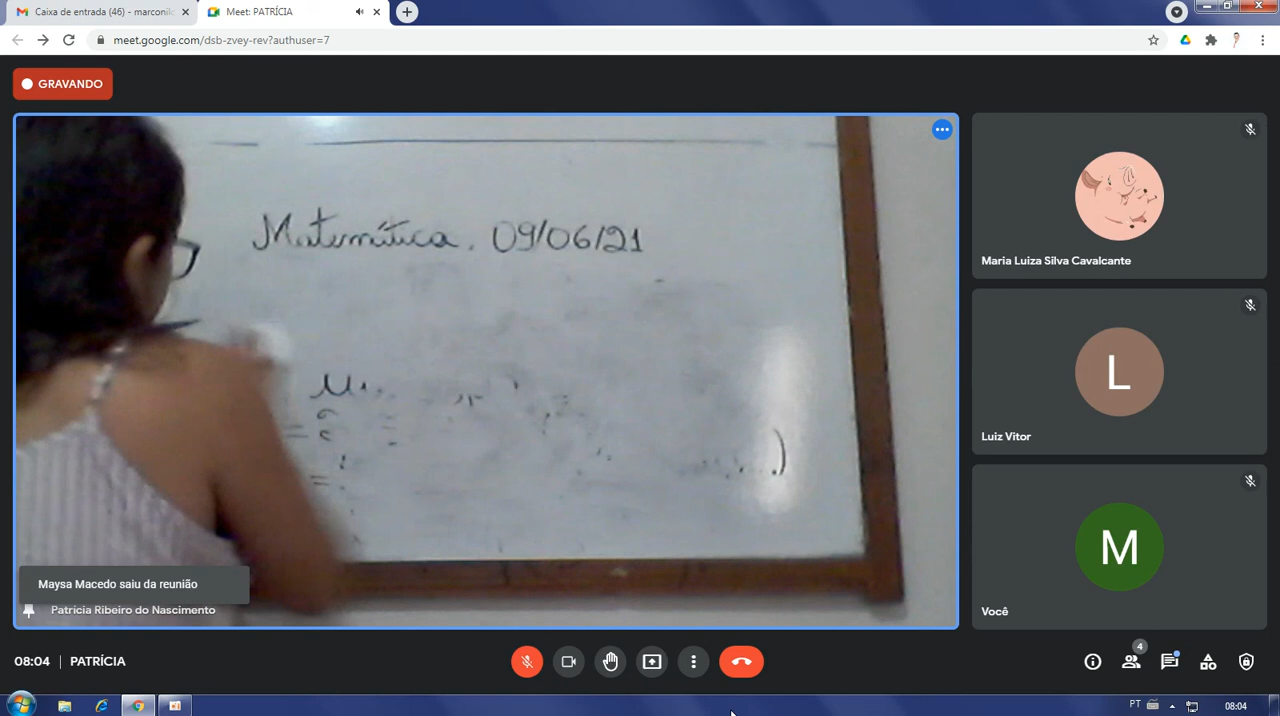 Caixa de entrada (46) - marconil
Meet: PATRÍCIA
meet.google.com/dsb-zvey-rev?authuser=7
GRAVANDO
Matemática. 09/06/21
Maria Luiza Silva Cavalcante
L
Luiz Vitor
M
Você
Maysa Macedo saiu da reunião
Patrícia Ribeiro do Nascimento
08:04 | PATRÍCIA
4
PT
08:04